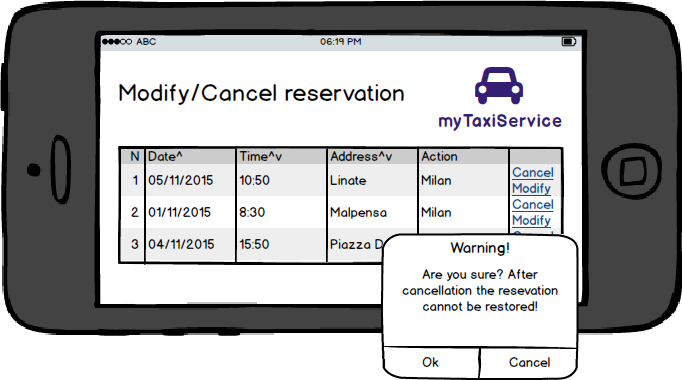 ABC 06:19 PM
Modify/Cancel reservation
myTaxiService
N Date^ Time^v Address^v Action
1 05/11/2015 10:50 Linate Milan Cancel
Modify
2 01/11/2015 8:30 Malpensa Milan Cancel
Modify
3 04/11/2015 15:50 Piazza
Warning!
Are you sure? After
cancellation the resevation
cannot be restored!
Ok Cancel